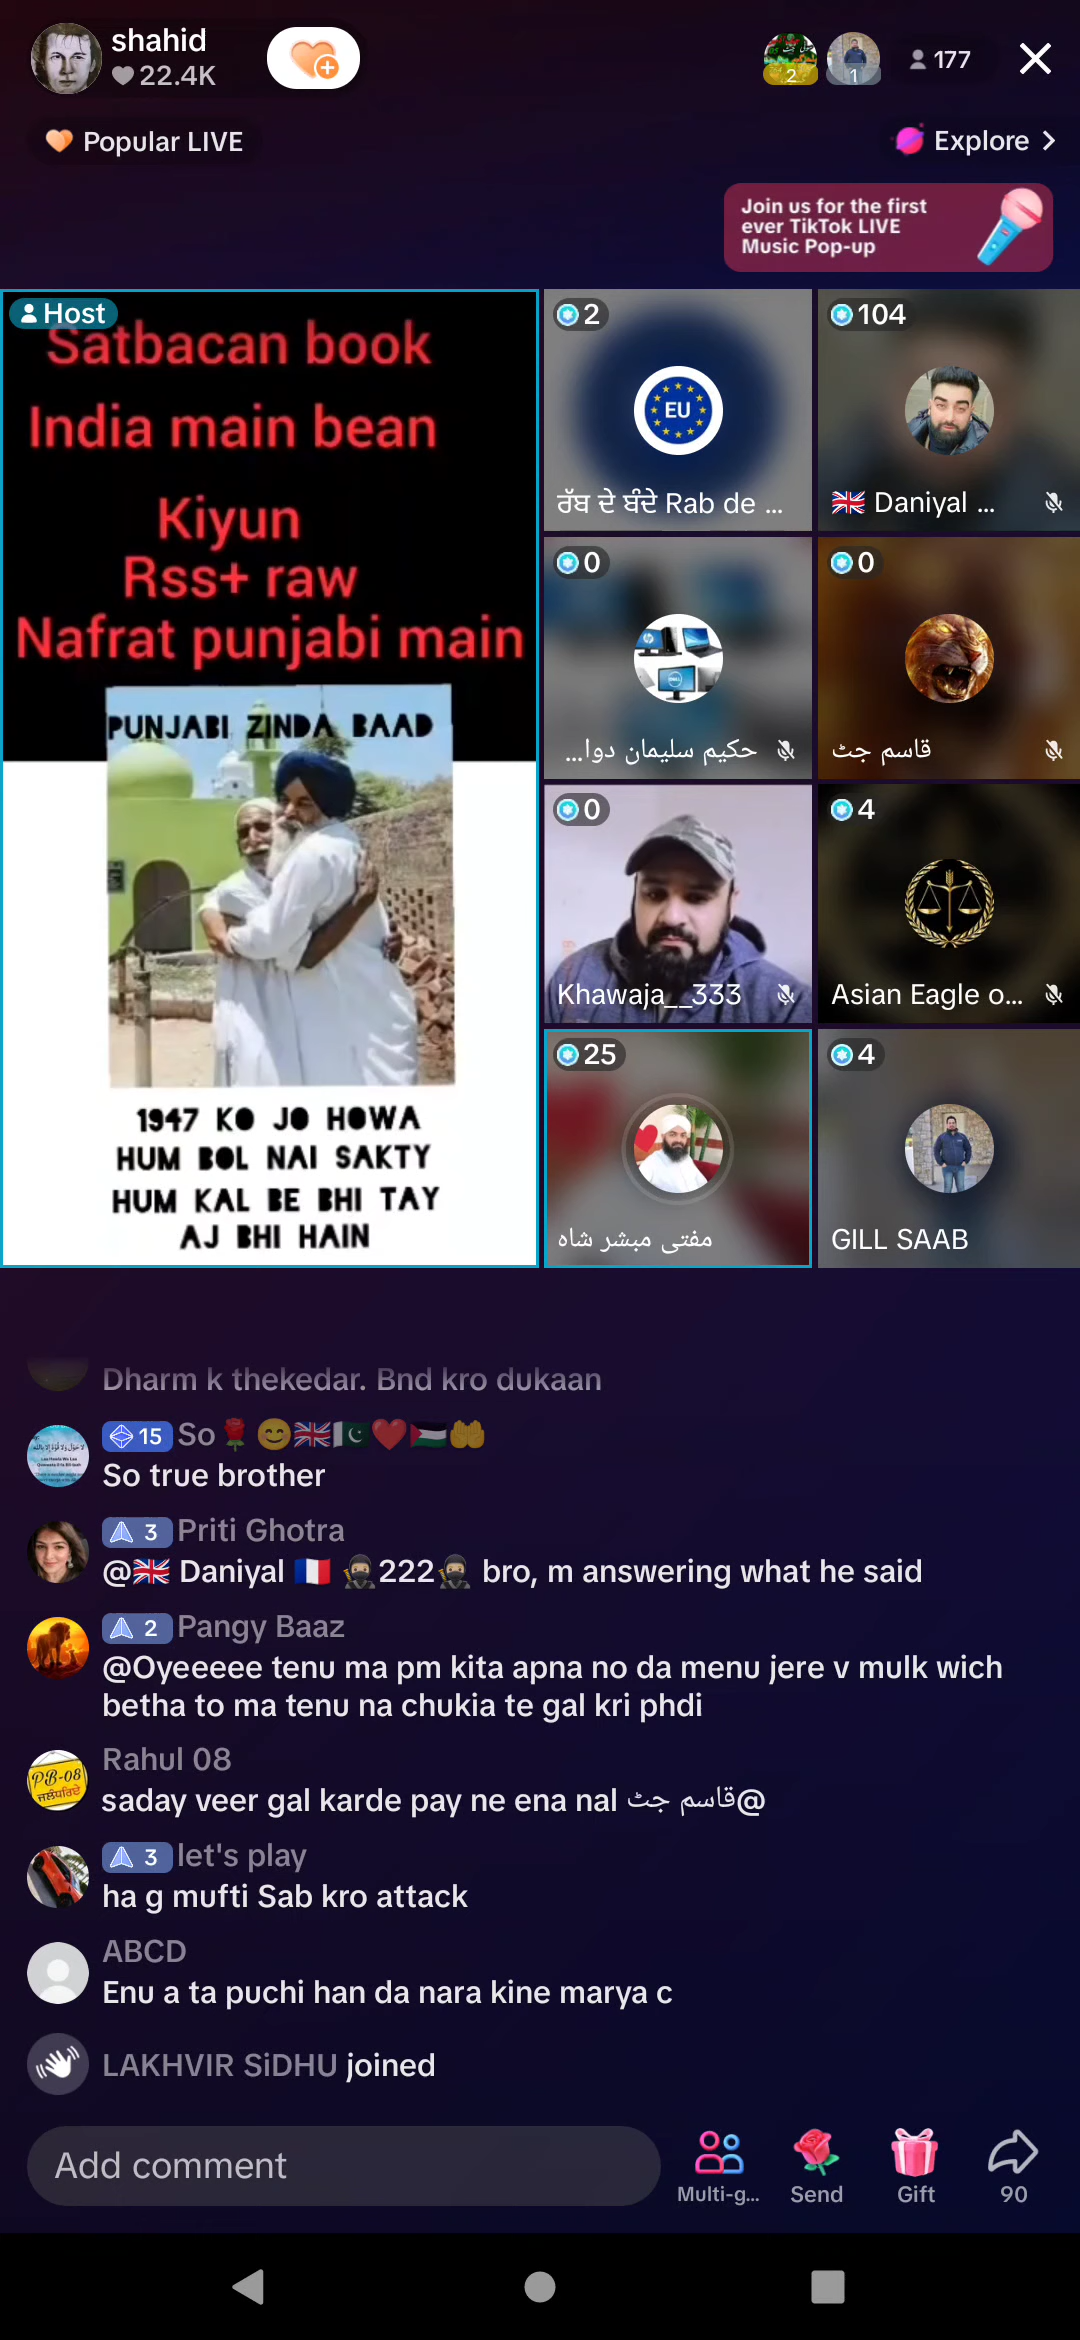 shahid
22.4K
2
1
177
Popular LIVE
Explore
Join us for the first
ever TikTok LIVE
Music Pop-up
Host
Satbacan book
India main bean
Kiyun
Rss+ raw
Nafrat punjabi main
PUNJABI ZINDA BAAD
1947 KO JO HOWA
HUM BOL NAI SAKTY
HUM KAL BE BHI TAY
AJ BHI HAIN
2
EU
ਰੱਬ ਦੇ ਬੰਦੇ Rab de ...
104
🇬🇧 Daniyal ...
0
حکیم سلیمان دوا...
0
قاسم جٹ
0
Khawaja__333
4
Asian Eagle o...
25
مفتی مبشر شاہ
4
GILL SAAB
Dharm k thekedar. Bnd kro dukaan
15 So🌹😊🇬🇧🇵🇰❤️🇵🇸🤲
So true brother
3 Priti Ghotra
@🇬🇧 Daniyal 🇫🇷 🥷222🥷 bro, m answering what he said
2 Pangy Baaz
@Oyeeeee tenu ma pm kita apna no da menu jere v mulk wich
betha to ma tenu na chukia te gal kri phdi
PB-08
Rahul 08
saday veer gal karde pay ne ena nal قاسم جٹ@
3 let's play
ha g mufti Sab kro attack
ABCD
Enu a ta puchi han da nara kine marya c
LAKHVIR SiDHU joined
Add comment
Multi-g...
Send
Gift
90